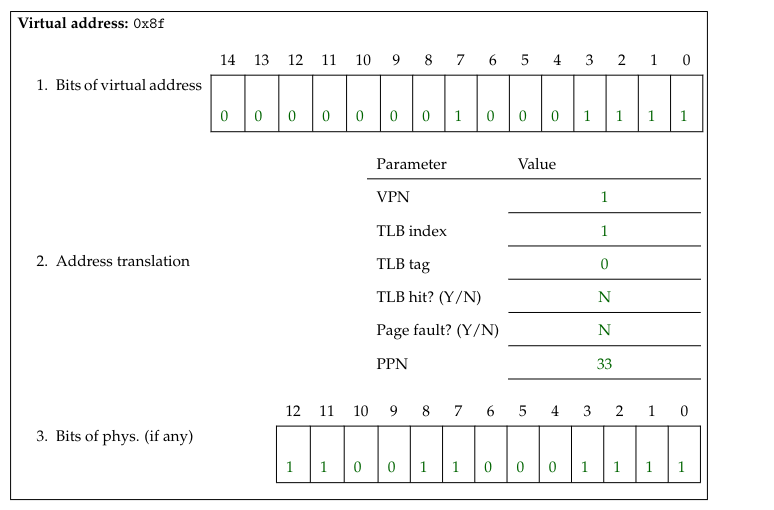 Virtual address: 0x8f
14 13 12 11 10 9 8 7 6 5 4 3 2 1 0
1. Bits of virtual address
0 0 0 0 0 0 0 1 0 0 0 1 1 1 1
Parameter Value
VPN 1
TLB index 1
2. Address translation
TLB tag 0
TLB hit? (Y/N) N
Page fault? (Y/N) N
PPN 33
12 11 10 9 8 7 6 5 4 3 2 1 0
3. Bits of phys. (if any)
1 1 0 0 1 1 0 0 0 1 1 1 1